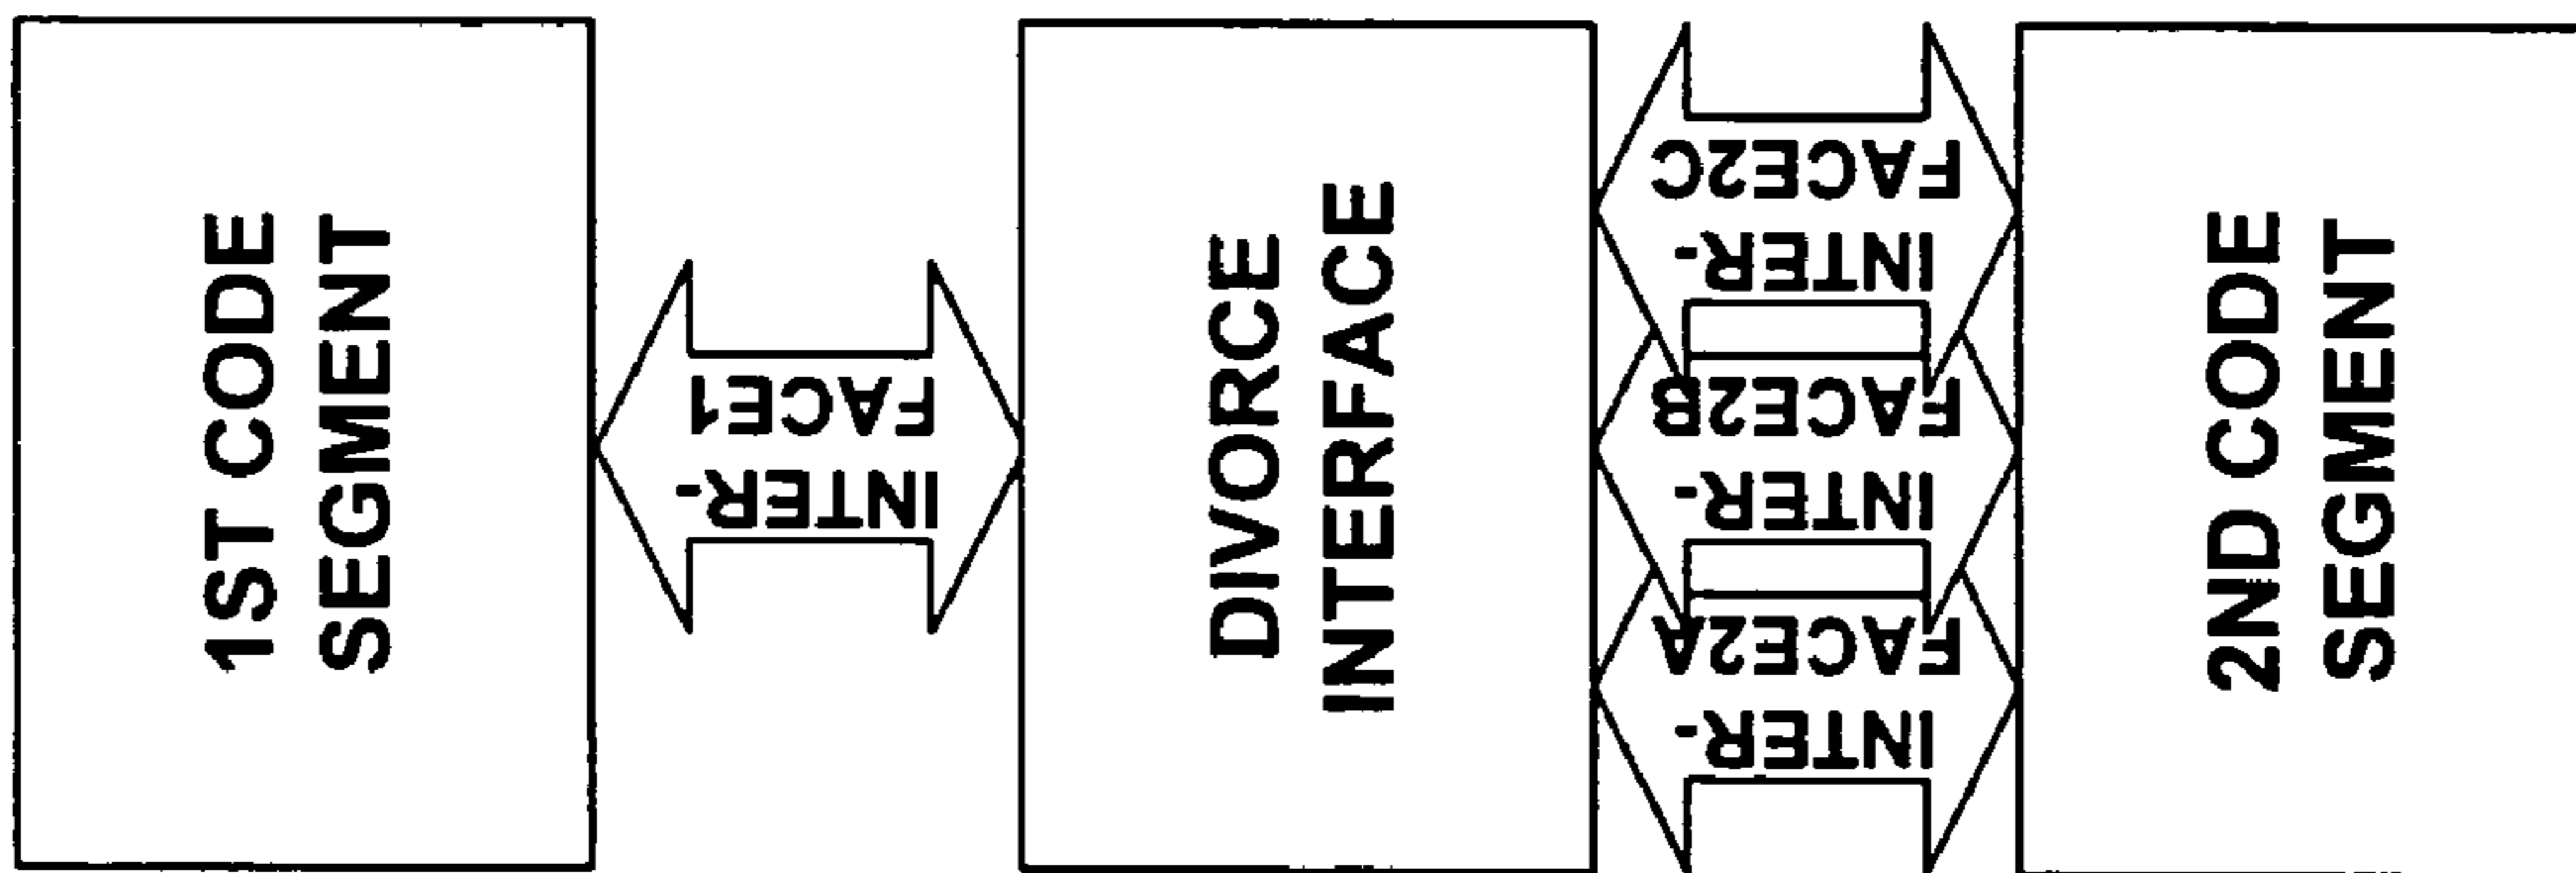 1ST CODE
SEGMENT
INTER-
FACE1
DIVORCE
INTERFACE
INTER-
FACE2A
INTER-
FACE2B
INTER-
FACE2C
2ND CODE
SEGMENT